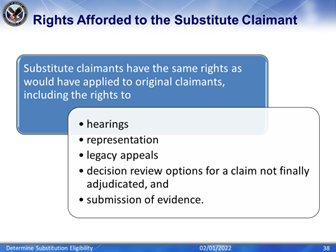 Rights Afforded to the Substitute Claimant
Substitute claimants have the same rights as
would have applied to original claimants,
including the rights to
• hearings
• representation
• legacy appeals
• decision review options for a claim not finally
adjudicated, and
• submission of evidence.
Determine Substitution Eligibility
02/01/2022
38